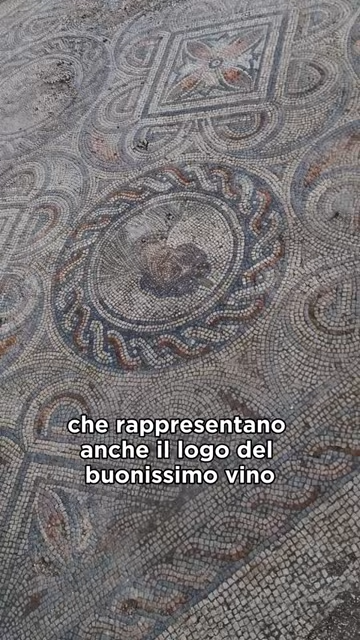 che rappresentano
anche il logo del
buonissimo vino